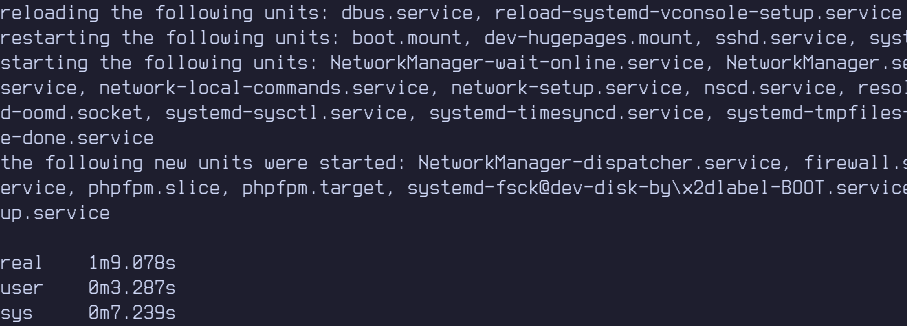 reloading the following units: dbus.service, reload-systemd-vconsole-setup.service
restarting the following units: boot.mount, dev-hugepages.mount, sshd.service, syst
starting the following units: NetworkManager-wait-online.service, NetworkManager.se
service, network-local-commands.service, network-setup.service, nscd.service, resol
d-oomd.socket, systemd-sysctl.service, systemd-timesyncd.service, systemd-tmpfiles-
e-done.service
the following new units were started: NetworkManager-dispatcher.service, firewall.s
ervice, phpfpm.slice, phpfpm.target, systemd-fsck@dev-disk-by\x2dlabel-BOOT.service
up.service
real 1m9.078s
user 0m3.287s
sys 0m7.239s